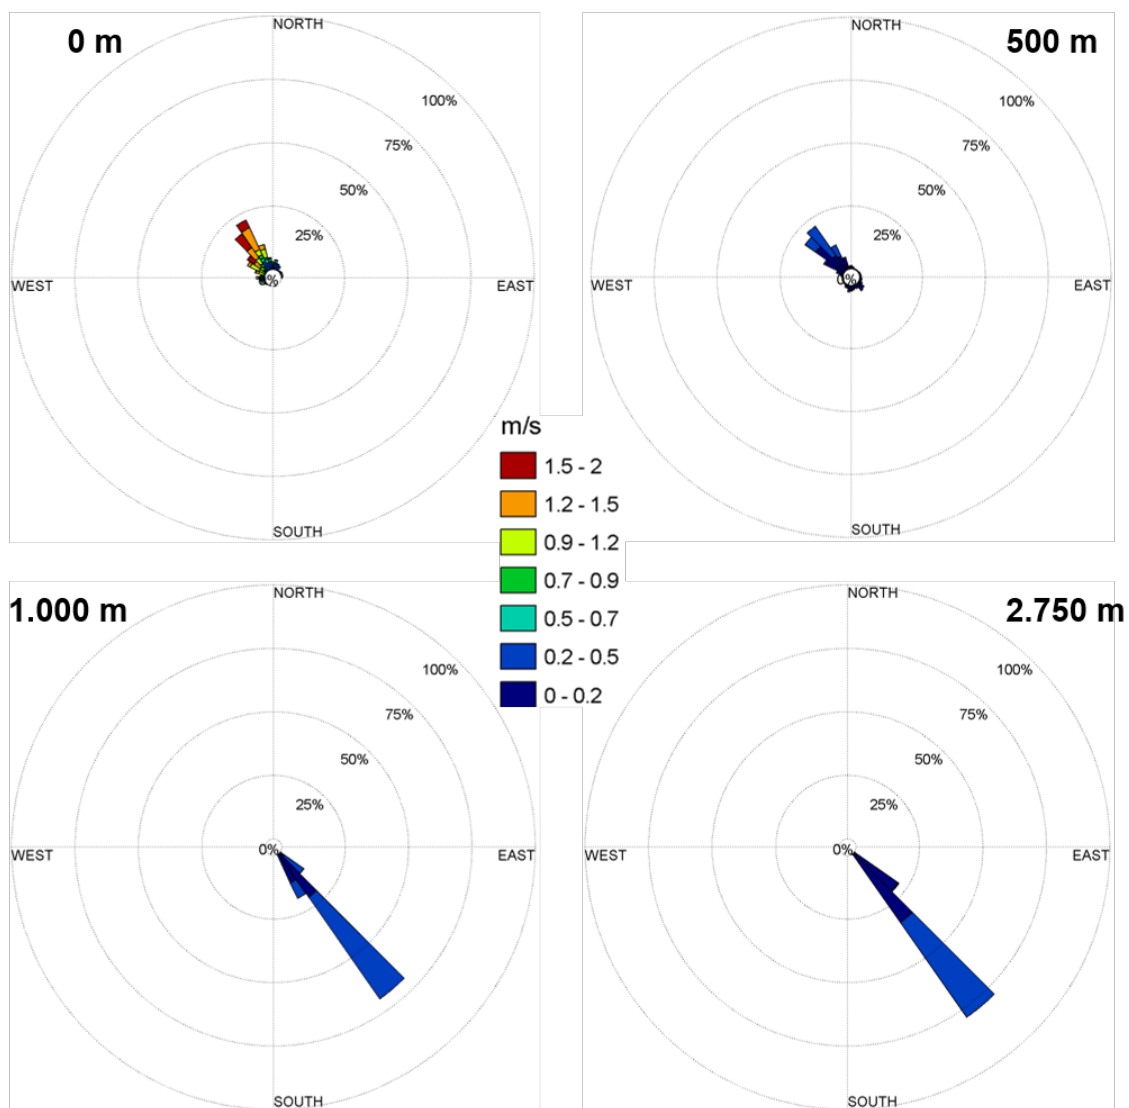 0 m
NORTH
100%
75%
50%
25%
%
WEST
EAST
SOUTH
500 m
NORTH
100%
75%
50%
25%
0%
WEST
EAST
SOUTH
m/s
1.5 - 2
1.2 - 1.5
0.9 - 1.2
0.7 - 0.9
0.5 - 0.7
0.2 - 0.5
0 - 0.2
1.000 m
NORTH
100%
75%
50%
25%
0%
WEST
EAST
SOUTH
2.750 m
NORTH
100%
75%
50%
25%
0%
WEST
EAST
SOUTH